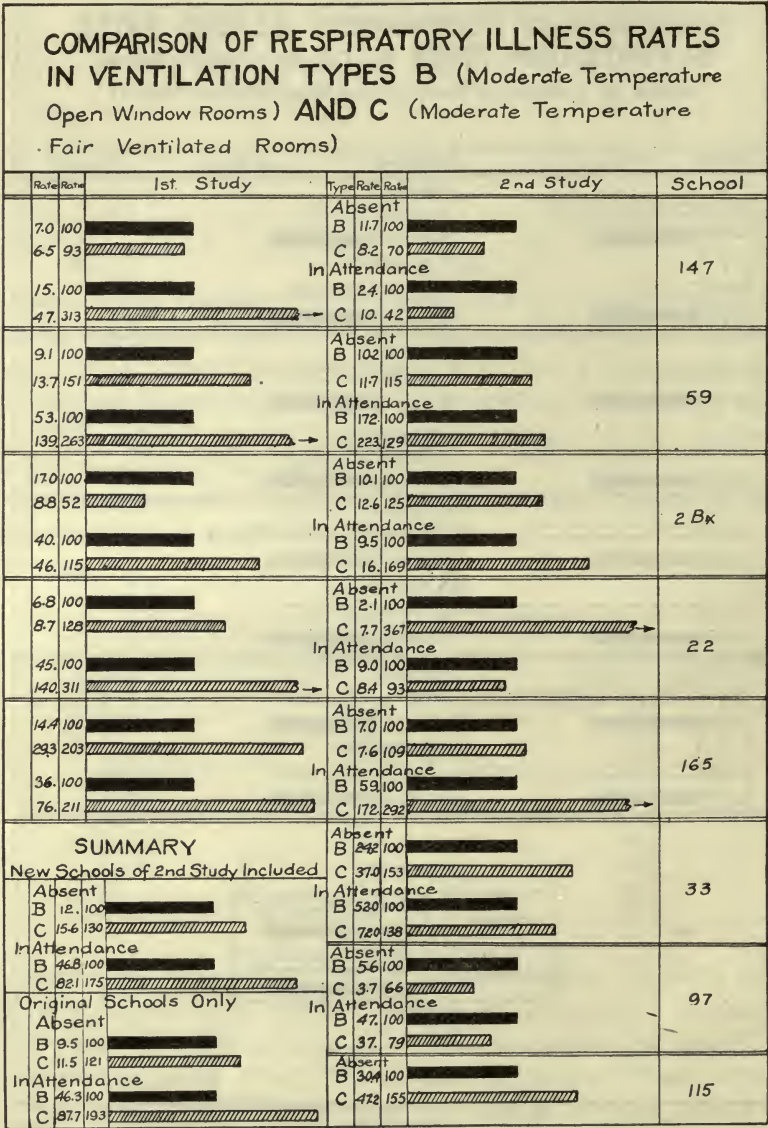 COMPARISON OF RESPIRATORY ILLNESS RATES
IN VENTILATION TYPES B (Moderate Temperature
Open Window Rooms) AND C (Moderate Temperature
Fair Ventilated Rooms)
Rate Rate 1st. Study Type Rate Rate 2nd Study School
Absent
7.0 100 B 11.7 100
6.5 93 C 8.2 70
In Attendance 147
15. 100 B 24. 100
47. 313 C 10. 42
Absent
9.1 100 B 10.2 100
13.7 151 C 11.7 115
In Attendance 59
53. 100 B 172. 100
139. 263 C 223. 129
Absent
17.0 100 B 10.1 100
8.8 52 C 12.6 125
In Attendance 2 BK
40. 100 B 9.5 100
46. 115 C 16. 169
Absent
6.8 100 B 2.1 100
8.7 128 C 7.7 367
In Attendance 22
45. 100 B 9.0 100
140. 311 C 8.4 93
Absent
14.4 100 B 7.0 100
29.3 203 C 7.6 109
In Attendance 165
36. 100 B 59. 100
76. 211 C 172. 292
Absent
B 24.2 100
C 37.0 153
In Attendance 33
B 52.0 100
C 72.0 138
Absent
B 5.6 100
C 3.7 66
In Attendance 97
B 47. 100
C 37. 79
Absent
B 30.4 100
C 47.2 155 115
SUMMARY
New Schools of 2nd Study Included
Absent
B 12. 100
C 15.6 130
In Attendance
B 46.8 100
C 82.1 175
Original Schools Only
Absent
B 9.5 100
C 11.5 121
In Attendance
B 46.3 100
C 87.7 193